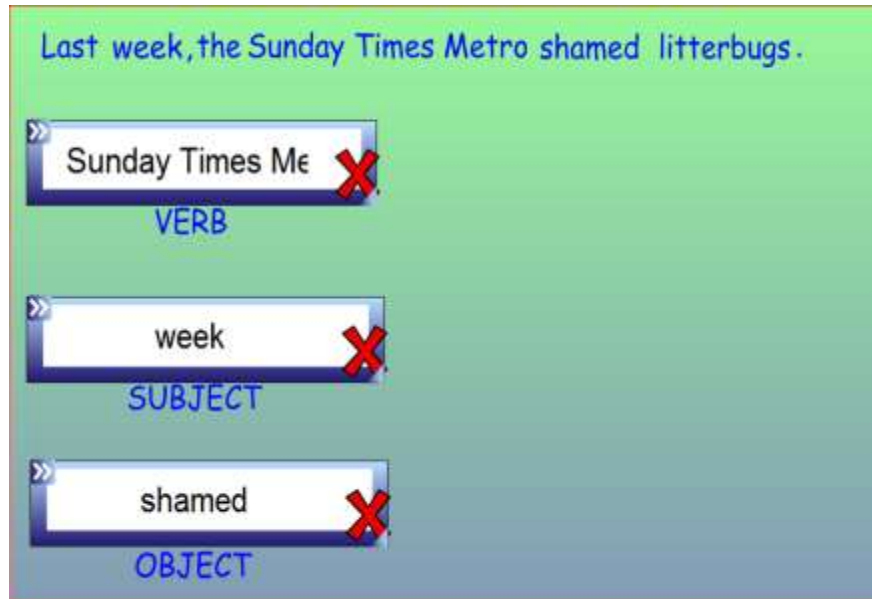 Last week, the Sunday Times Metro shamed litterbugs.
Sunday Times Me
VERB
week
SUBJECT
shamed
OBJECT